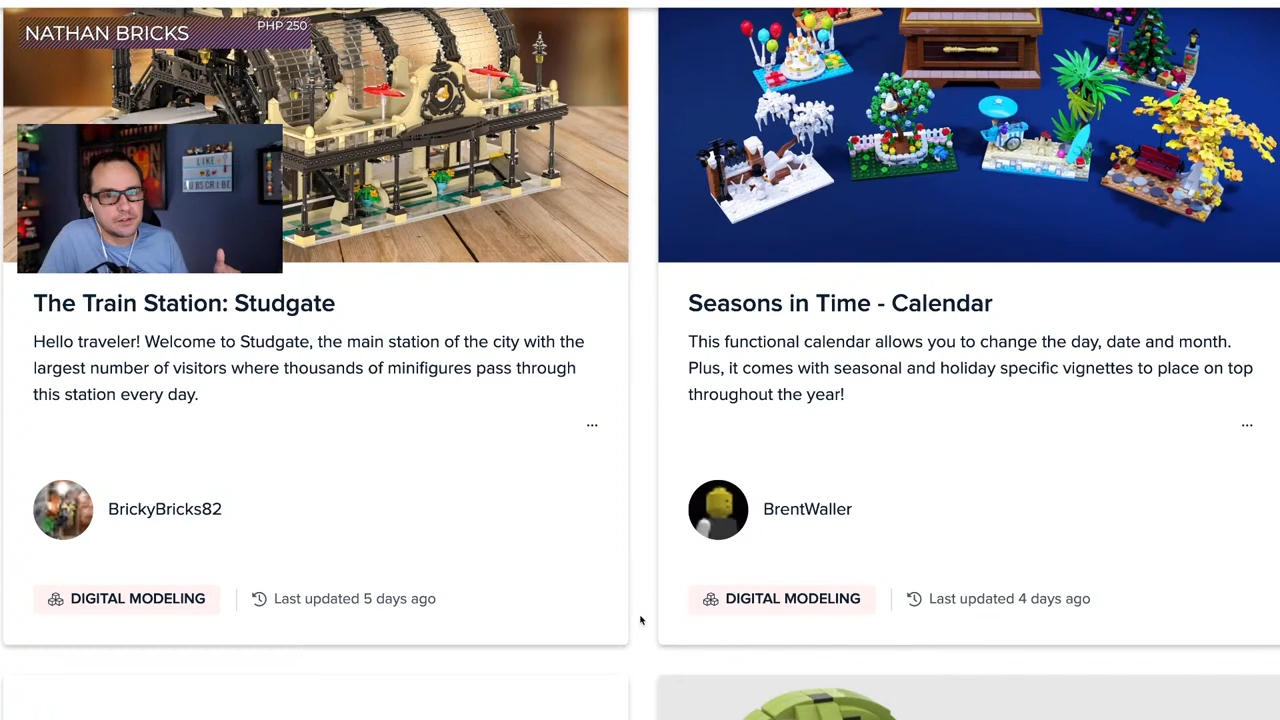 NATHAN BRICKS
PHP 250
LIKE
&
SUBSCRIBE
The Train Station: Studgate
Hello traveler! Welcome to Studgate, the main station of the city with the
largest number of visitors where thousands of minifigures pass through
this station every day.
...
BrickyBricks82
DIGITAL MODELING
Last updated 5 days ago
Seasons in Time - Calendar
This functional calendar allows you to change the day, date and month.
Plus, it comes with seasonal and holiday specific vignettes to place on top
throughout the year!
...
BrentWaller
DIGITAL MODELING
Last updated 4 days ago